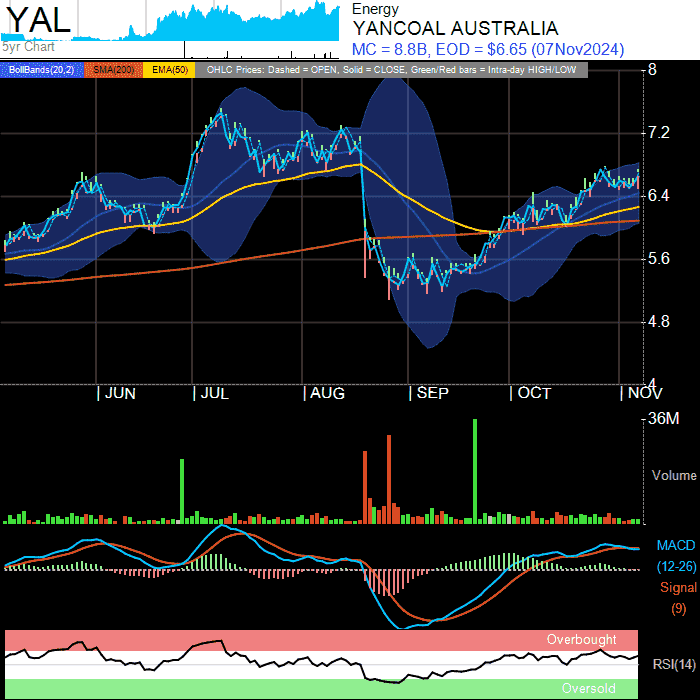 YAL
5yr Chart
Energy
YANCOAL AUSTRALIA
MC = 8.8B, EOD = $6.65 (07Nov2024)
BollBands(20,2) SMA(200) EMA(50) OHLC Prices: Dashed = OPEN, Solid = CLOSE, Green/Red bars = Intra-day HIGH/LOW
8
7.2
6.4
5.6
4.8
4
| JUN | JUL | AUG | SEP | OCT | NOV
36M
Volume
MACD
(12-26)
Signal
(9)
Overbought
RSI(14)
Oversold